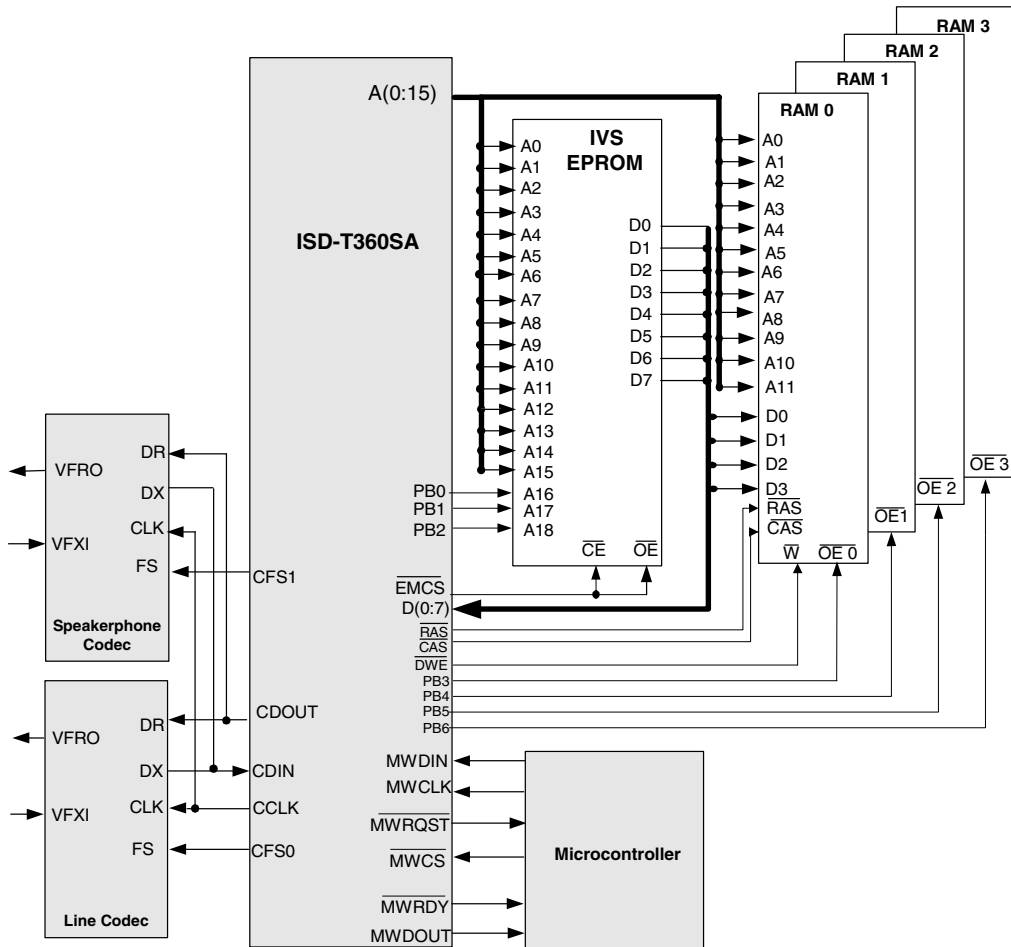 RAM 3
RAM 2
RAM 1
RAM 0
A(0:15)
ISD-T360SA
IVS
EPROM
A0
A1
A2
A3
A4
A5
A6
A7
A8
A9
A10
A11
A12
A13
A14
A15
A16
A17
A18
D0
D1
D2
D3
D4
D5
D6
D7
CE
OE
A0
A1
A2
A3
A4
A5
A6
A7
A8
A9
A10
A11
D0
D1
D2
D3
RAS
CAS
W
OE 0
OE1
OE 2
OE 3
PB0
PB1
PB2
EMCS
D(0:7)
RAS
CAS
DWE
PB3
PB4
PB5
PB6
MWDIN
MWCLK
MWRQST
MWCS
MWRDY
MWDOUT
Microcontroller
CFS1
CDOUT
CDIN
CCLK
CFS0
VFRO
VFXI
DR
DX
CLK
FS
Speakerphone
Codec
VFRO
VFXI
DR
DX
CLK
FS
Line Codec